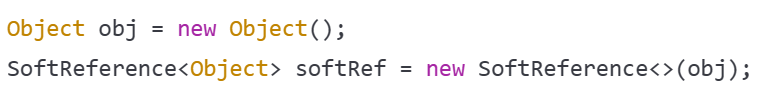 Object obj = new Object();
SoftReference<Object> softRef = new SoftReference<>(obj);